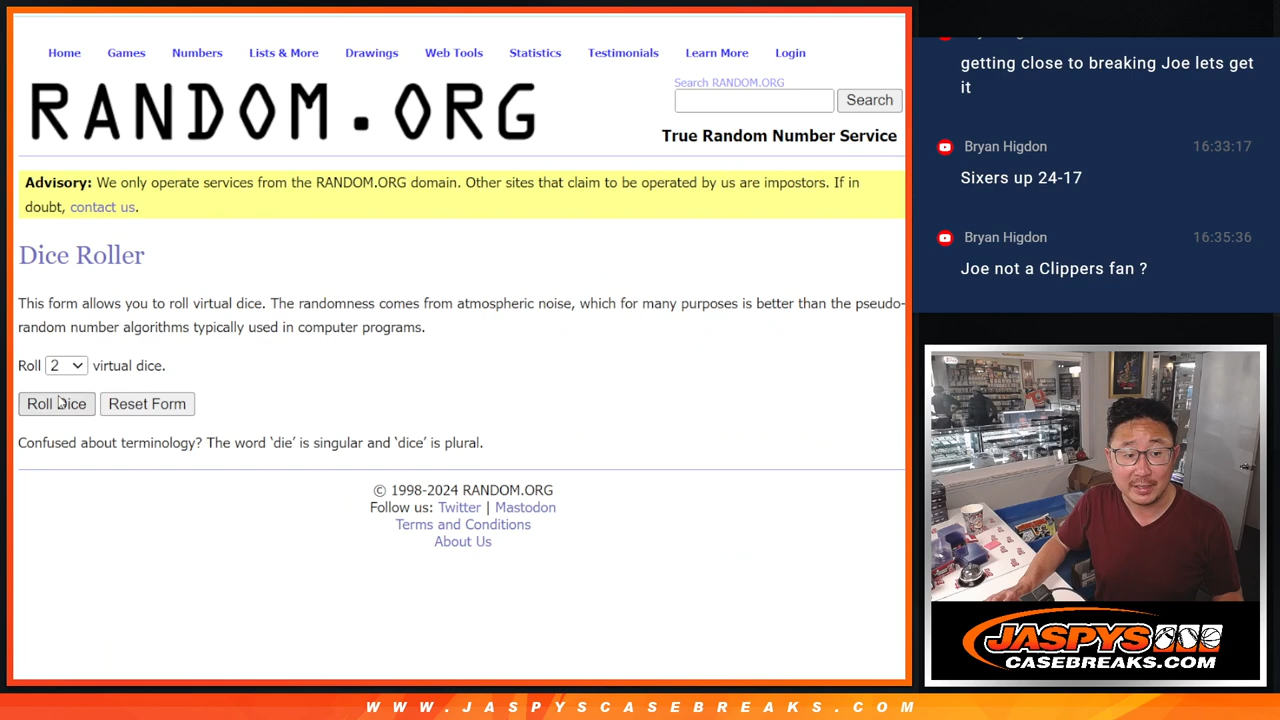 Home Games Numbers Lists & More Drawings Web Tools Statistics Testimonials Learn More Login
RANDOM.ORG
Search RANDOM.ORG
Search
True Random Number Service
Advisory: We only operate services from the RANDOM.ORG domain. Other sites that claim to be operated by us are impostors. If in
doubt, contact us.
Dice Roller
This form allows you to roll virtual dice. The randomness comes from atmospheric noise, which for many purposes is better than the pseudo-
random number algorithms typically used in computer programs.
Roll 2 virtual dice.
Roll Dice Reset Form
Confused about terminology? The word ‘die’ is singular and ‘dice’ is plural.
© 1998-2024 RANDOM.ORG
Follow us: Twitter | Mastodon
Terms and Conditions
About Us
getting close to breaking Joe lets get
it
Bryan Higdon 16:33:17
Sixers up 24-17
Bryan Higdon 16:35:36
Joe not a Clippers fan ?
JASPYS
CASEBREAKS.COM
WWW.JASPYSCASEBREAKS.COM